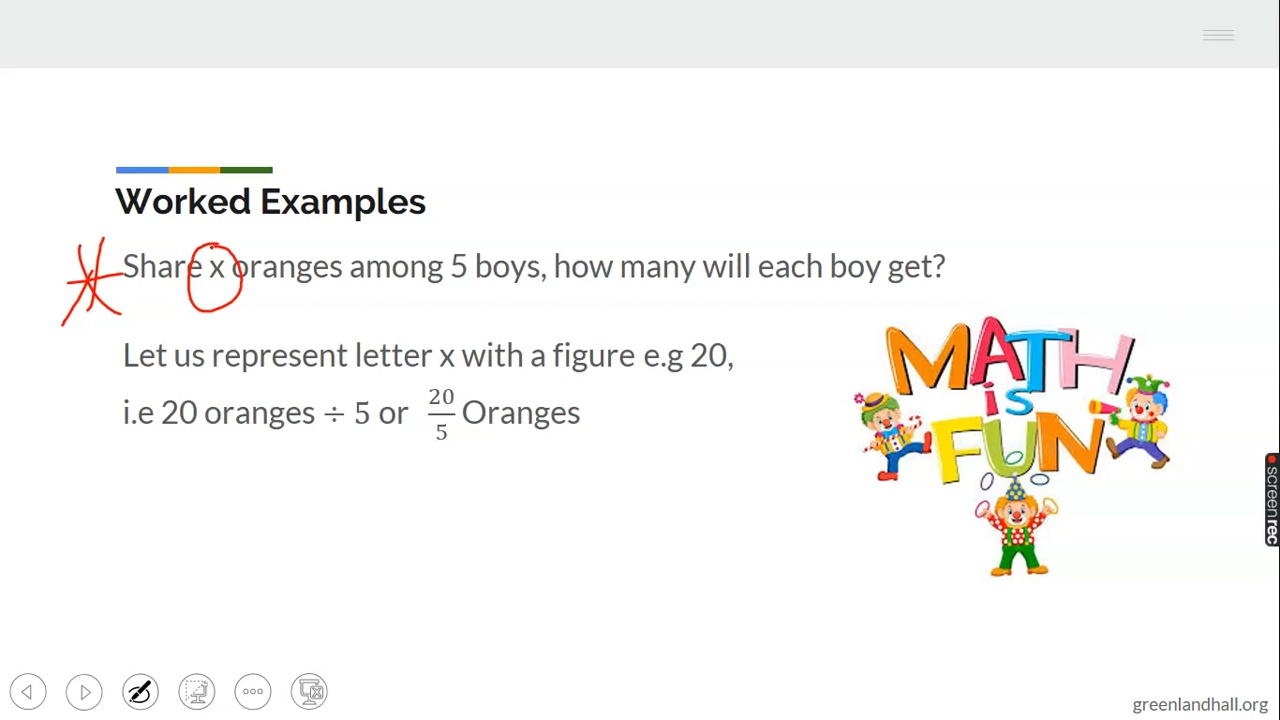 Worked Examples
Share x oranges among 5 boys, how many will each boy get?
Let us represent letter x with a figure e.g 20,
i.e 20 oranges ÷ 5 or 20/5 Oranges
MATH
is
FUN
screenrec
greenlandhall.org